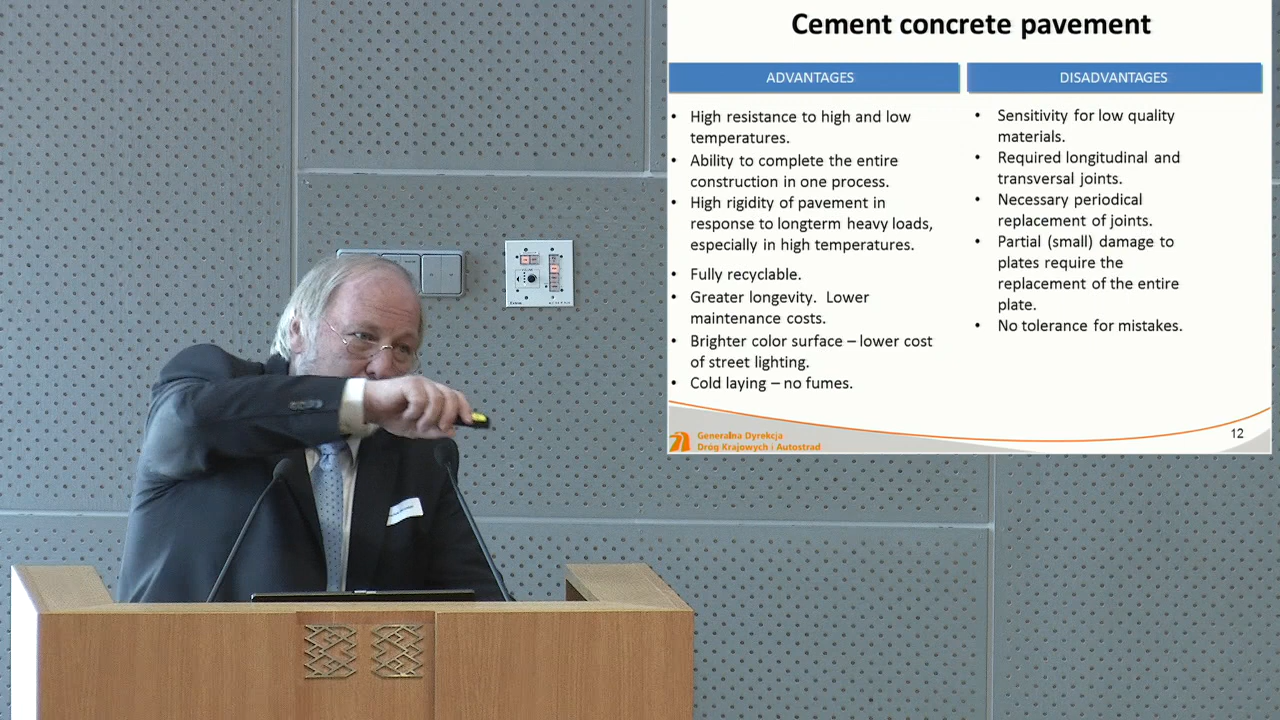 Cement concrete pavement
ADVANTAGES
• High resistance to high and low
temperatures.
• Ability to complete the entire
construction in one process.
• High rigidity of pavement in
response to longterm heavy loads,
especially in high temperatures.
• Fully recyclable.
• Greater longevity. Lower
maintenance costs.
• Brighter color surface – lower cost
of street lighting.
• Cold laying – no fumes.
DISADVANTAGES
• Sensitivity for low quality
materials.
• Required longitudinal and
transversal joints.
• Necessary periodical
replacement of joints.
• Partial (small) damage to
plates require the
replacement of the entire
plate.
• No tolerance for mistakes.
Generalna Dyrekcja
Dróg Krajowych i Autostrad
12